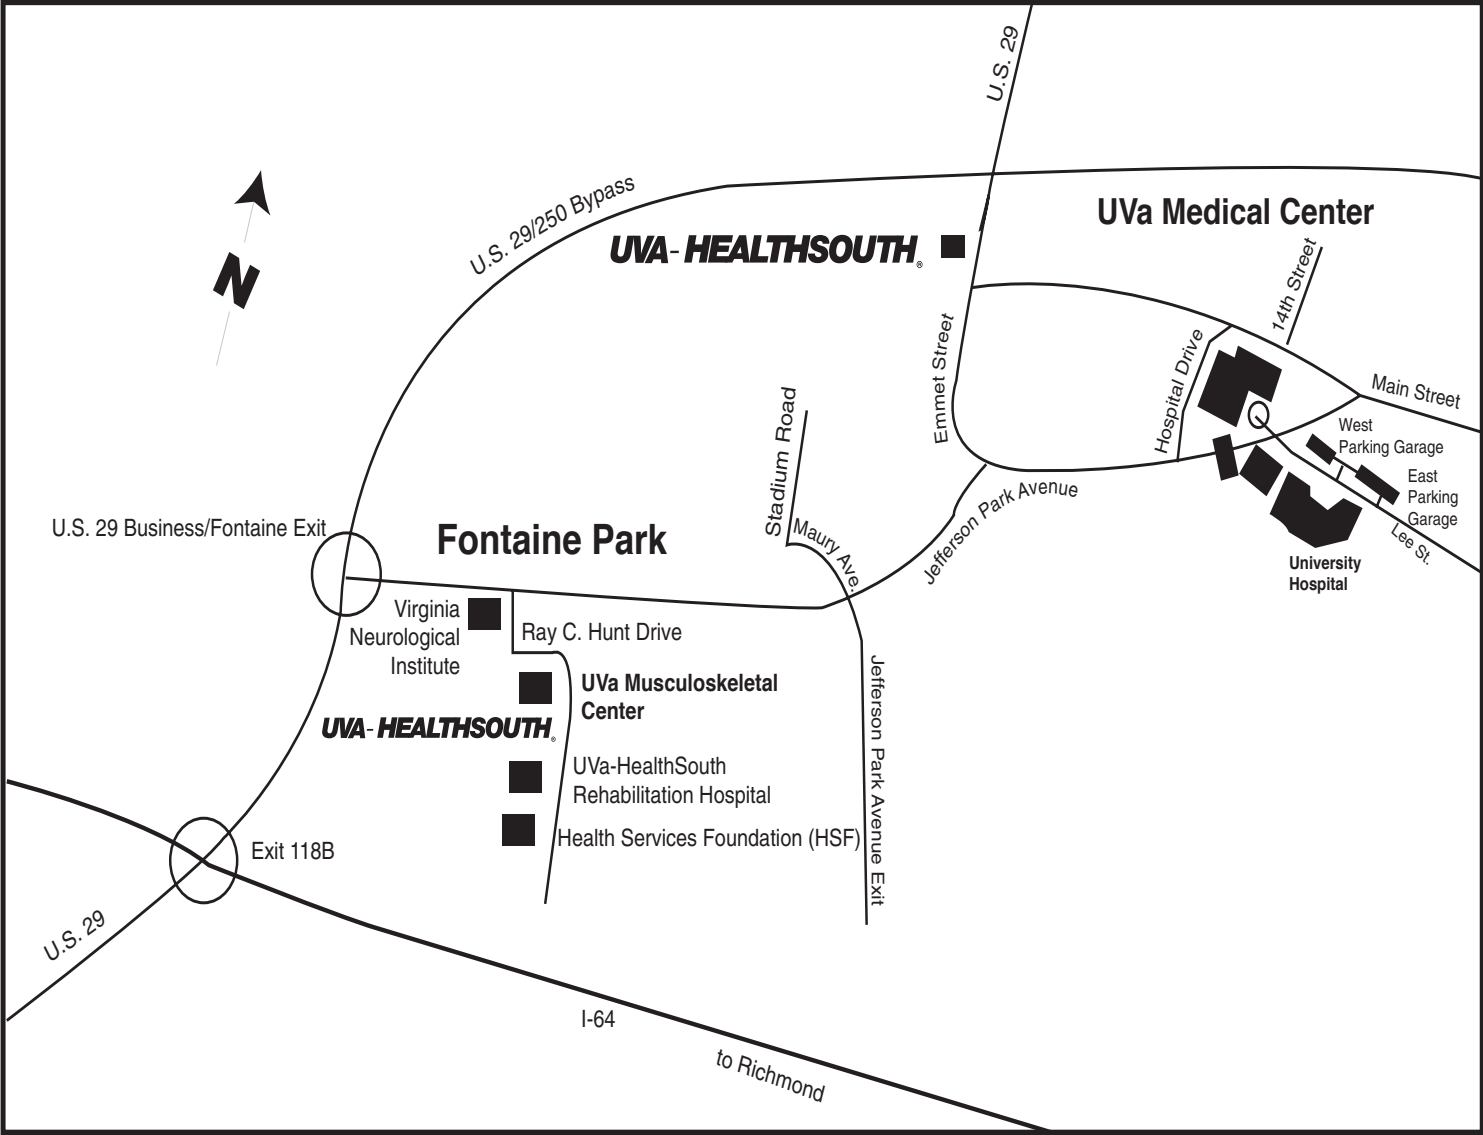 U.S. 29
U.S. 29/250 Bypass
UVa Medical Center
N
UVA-HEALTHSOUTH®
14th Street
Emmet Street
Hospital Drive
Main Street
Stadium Road
West
Parking Garage
East
Parking
Garage
Lee St.
University
Hospital
Jefferson Park Avenue
Maury Ave.
U.S. 29 Business/Fontaine Exit
Fontaine Park
Virginia
Neurological
Institute
Ray C. Hunt Drive
UVa Musculoskeletal
Center
UVA-HEALTHSOUTH®
UVa-HealthSouth
Rehabilitation Hospital
Health Services Foundation (HSF)
Jefferson Park Avenue Exit
Exit 118B
U.S. 29
I-64
to Richmond